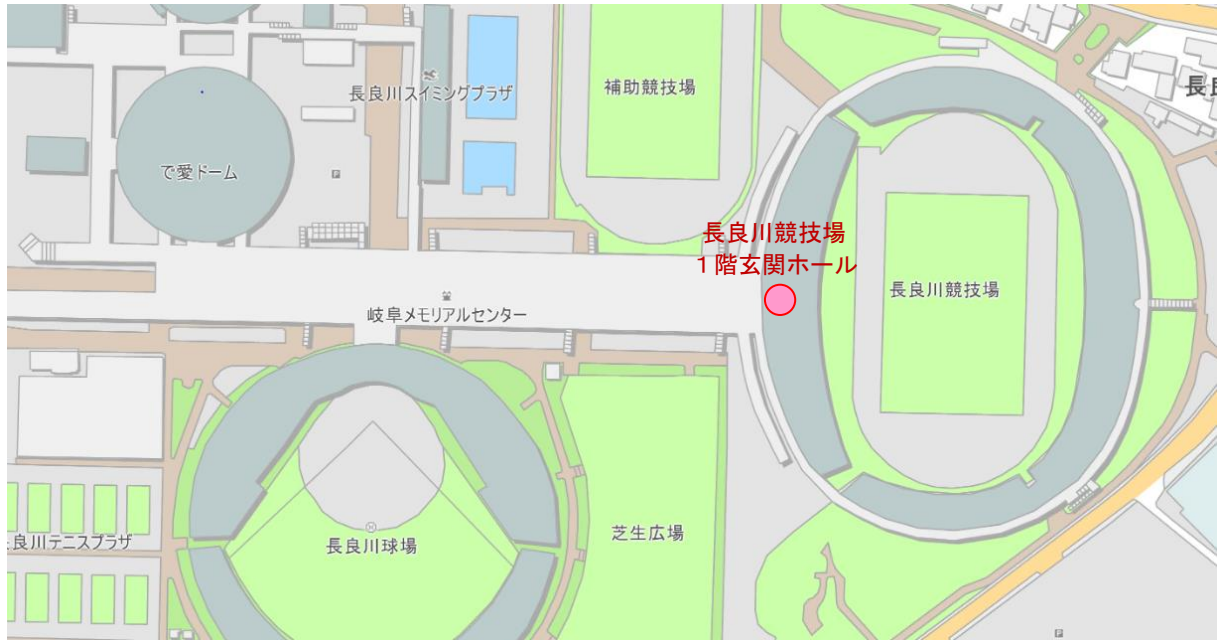 補助競技場
長良川スイミングプラザ
長良
で愛ドーム
P
長良川競技場
1階玄関ホール
長良川競技場
岐阜メモリアルセンター
芝生広場
良川テニスプラザ
長良川球場
P